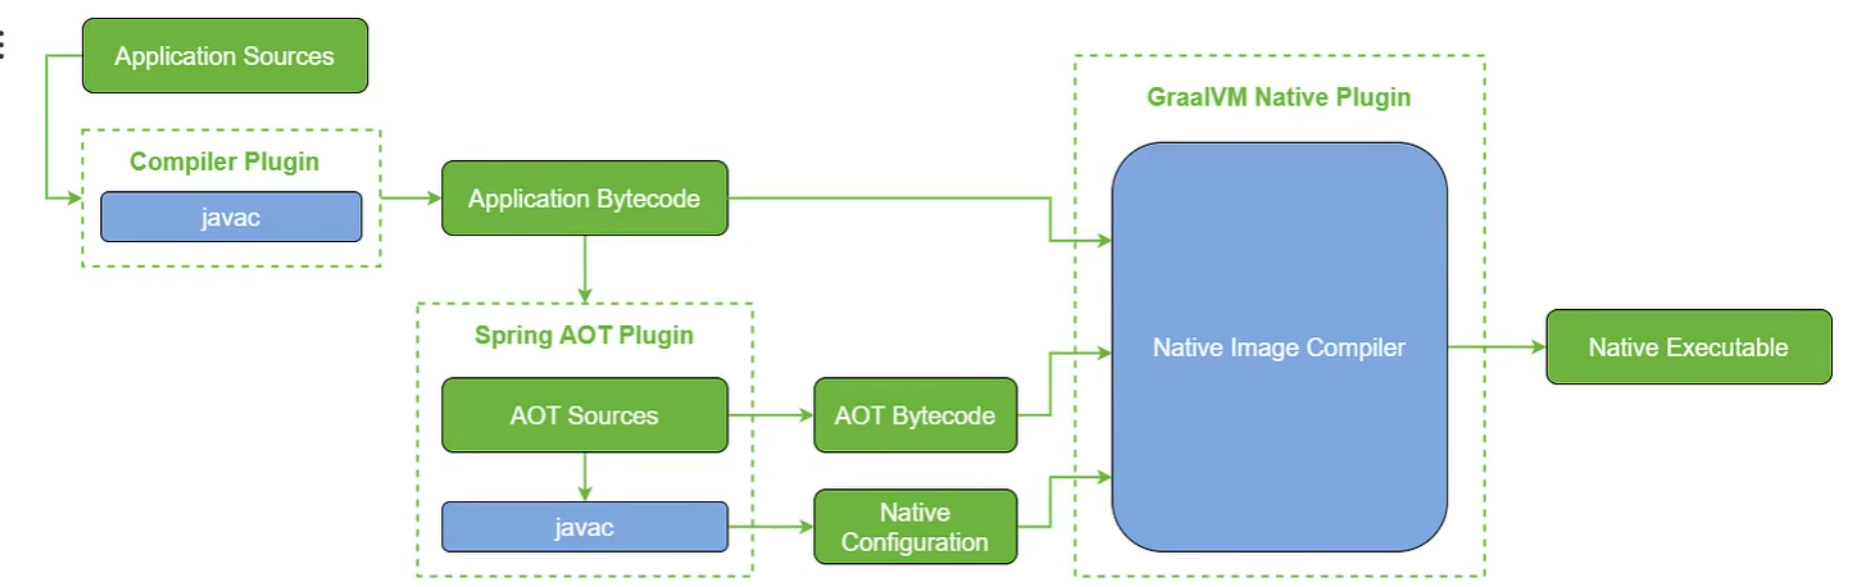 Application Sources
Compiler Plugin
javac
Application Bytecode
Spring AOT Plugin
AOT Sources
javac
AOT Bytecode
Native
Configuration
GraalVM Native Plugin
Native Image Compiler
Native Executable